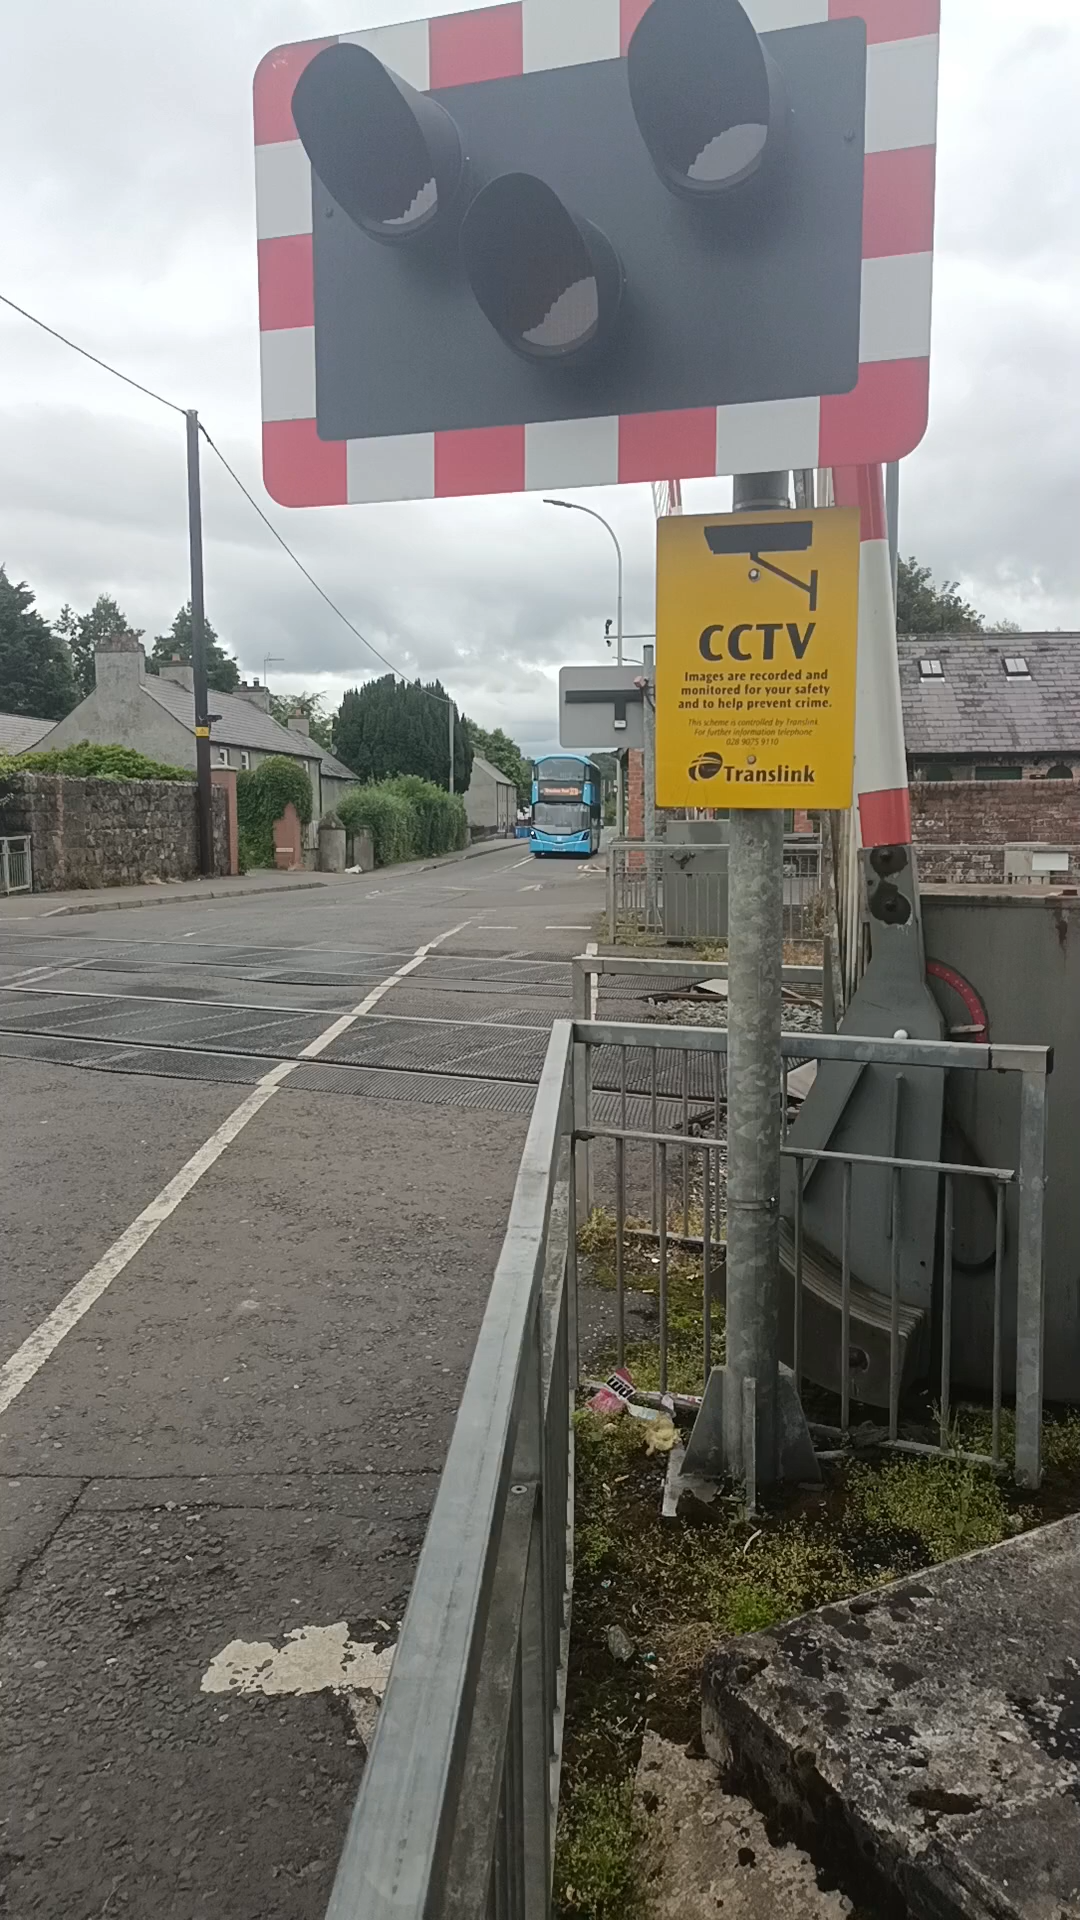 CCTV
Images are recorded and
monitored for your safety
and to help prevent crime.
This scheme is controlled by Translink
For further information telephone
028 9075 9110
Translink